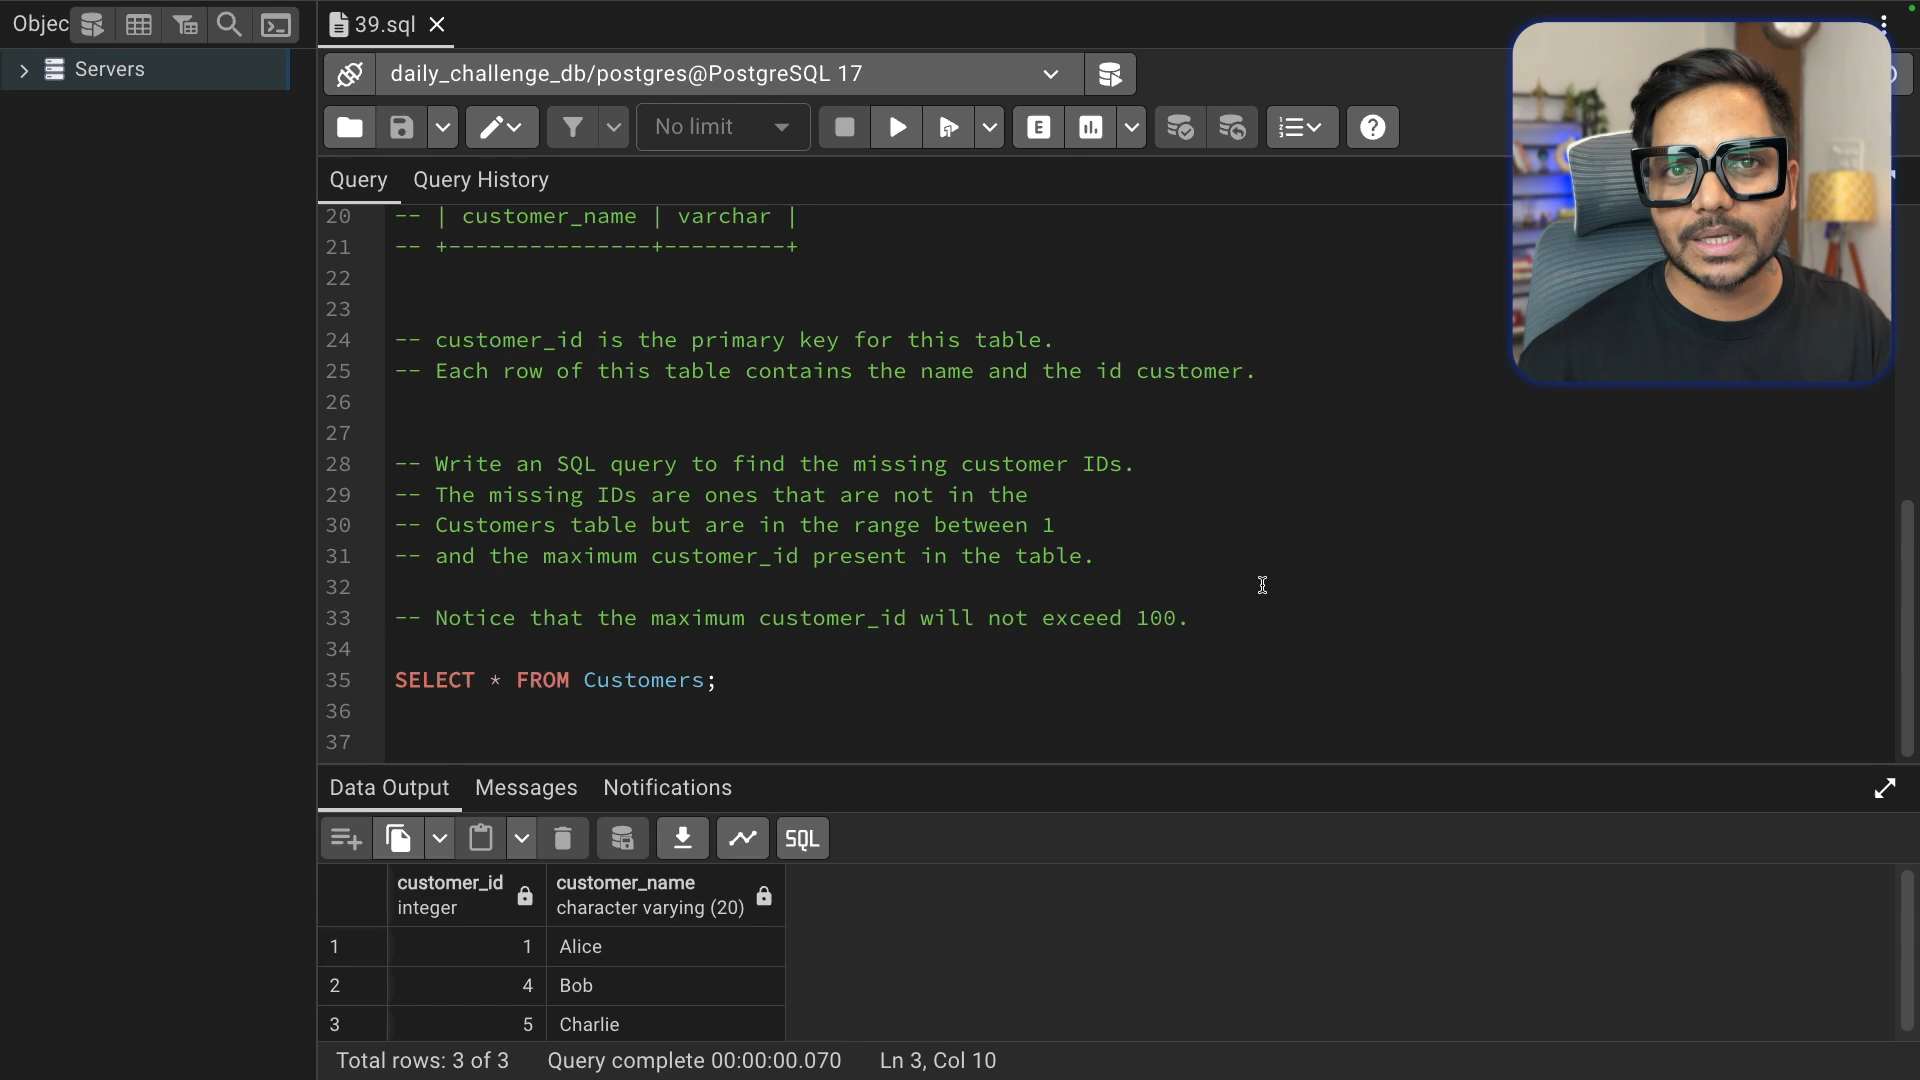 Objec
39.sql
Servers
daily_challenge_db/postgres@PostgreSQL 17
No limit
E
Query Query History
20 -- | customer_name | varchar |
21 -- +---------------+---------+
22
23
24 -- customer_id is the primary key for this table.
25 -- Each row of this table contains the name and the id customer.
26
27
28 -- Write an SQL query to find the missing customer IDs.
29 -- The missing IDs are ones that are not in the
30 -- Customers table but are in the range between 1
31 -- and the maximum customer_id present in the table.
32
33 -- Notice that the maximum customer_id will not exceed 100.
34
35 SELECT * FROM Customers;
36
37
Data Output Messages Notifications
SQL
customer_id customer_name
integer character varying (20)
1 1 Alice
2 4 Bob
3 5 Charlie
Total rows: 3 of 3 Query complete 00:00:00.070 Ln 3, Col 10